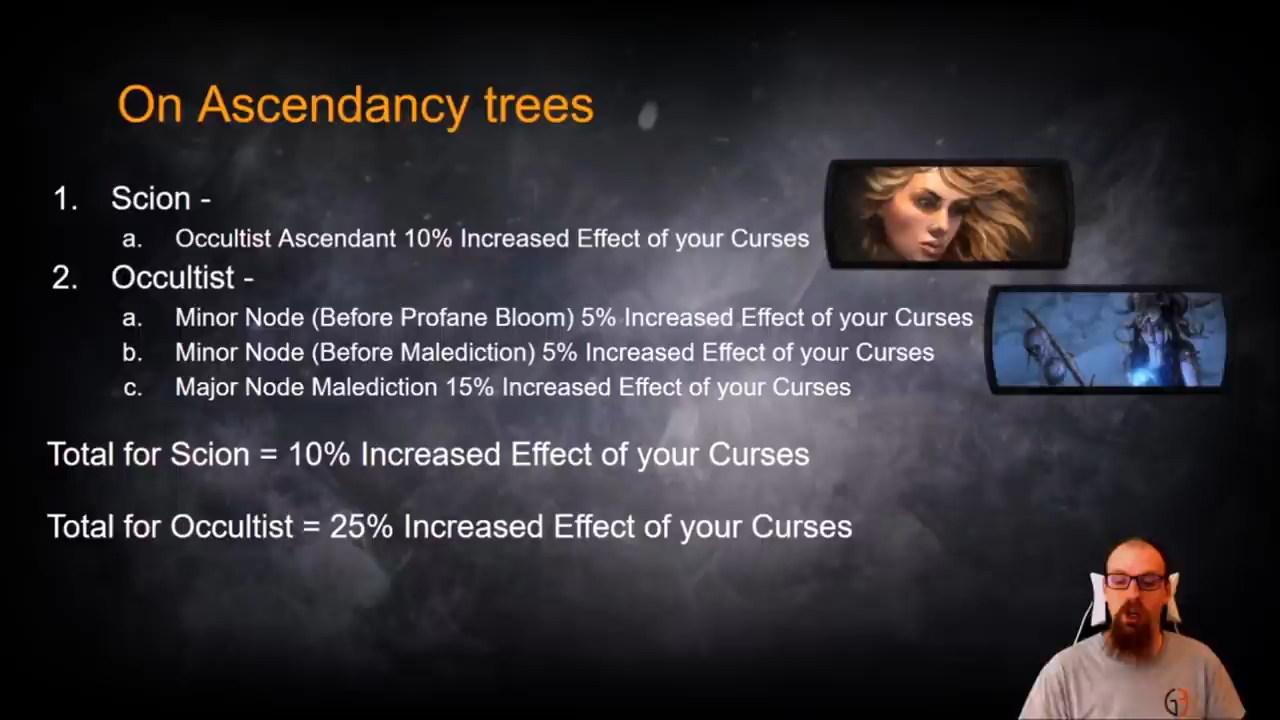 On Ascendancy trees
1. Scion -
a. Occultist Ascendant 10% Increased Effect of your Curses
2. Occultist -
a. Minor Node (Before Profane Bloom) 5% Increased Effect of your Curses
b. Minor Node (Before Malediction) 5% Increased Effect of your Curses
c. Major Node Malediction 15% Increased Effect of your Curses
Total for Scion = 10% Increased Effect of your Curses
Total for Occultist = 25% Increased Effect of your Curses